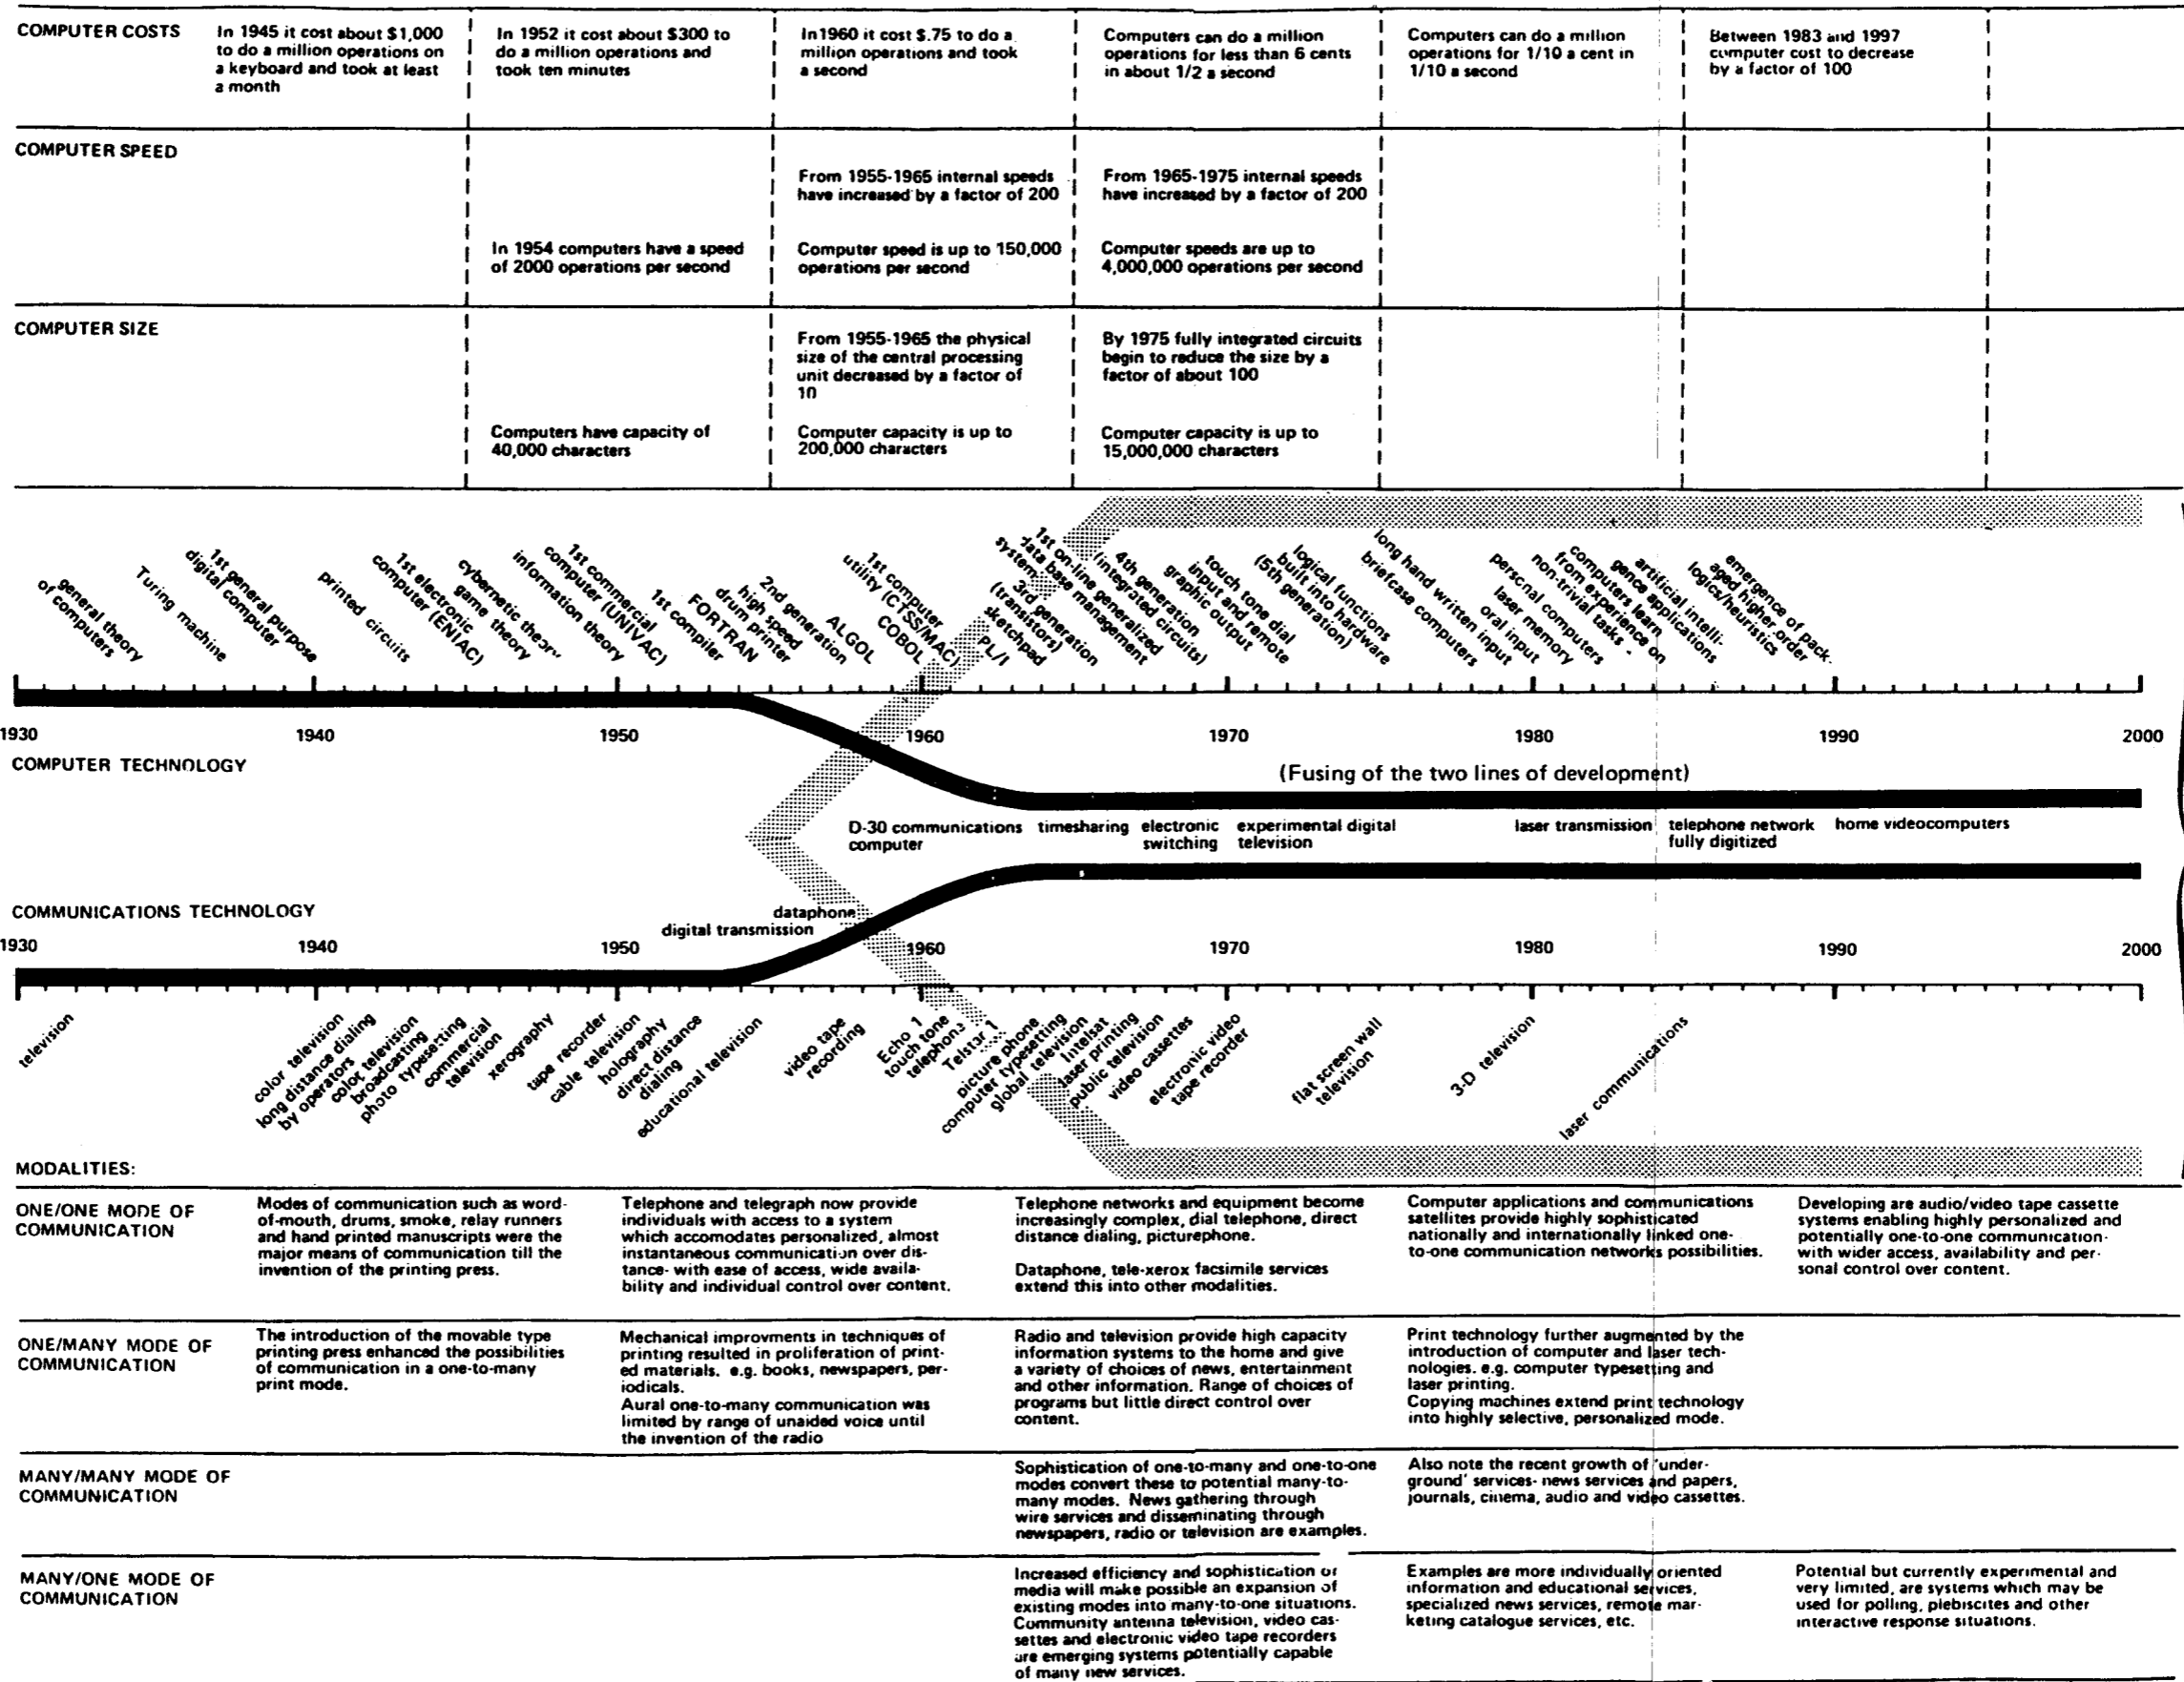 COMPUTER COSTS
In 1945 it cost about $1,000
to do a million operations on
a keyboard and took at least
a month
In 1952 it cost about $300 to
do a million operations and
took ten minutes
In 1960 it cost $.75 to do a
million operations and took
a second
Computers can do a million
operations for less than 6 cents
in about 1/2 a second
Computers can do a million
operations for 1/10 a cent in
1/10 a second
Between 1983 and 1997
computer cost to decrease
by a factor of 100
COMPUTER SPEED
In 1954 computers have a speed
of 2000 operations per second
From 1955-1965 internal speeds
have increased by a factor of 200
Computer speed is up to 150,000
operations per second
From 1965-1975 internal speeds
have increased by a factor of 200
Computer speeds are up to
4,000,000 operations per second
COMPUTER SIZE
Computers have capacity of
40,000 characters
From 1955-1965 the physical
size of the central processing
unit decreased by a factor of
10
Computer capacity is up to
200,000 characters
By 1975 fully integrated circuits
begin to reduce the size by a
factor of about 100
Computer capacity is up to
15,000,000 characters
general theory
of computers
Turing machine
1st general purpose
digital computer
printed circuits
1st electronic
computer (ENIAC)
game theory
cybernetic theory
information theory
1st commercial
computer (UNIVAC)
1st compiler
FORTRAN
high speed
drum printer
2nd generation
ALGOL
COBOL
1st computer
utility (CTSS/MAC)
PL/I
sketchpad
3rd generation
(transistors)
1st on-line generalized
data base management
system
4th generation
(integrated circuits)
graphic output
touch tone dial
input and remote
logical functions
built into hardware
(5th generation)
briefcase computers
long hand written input
oral input
laser memory
personal computers
computers learn
from experience on
non-trivial tasks
artificial intelli-
gence applications
emergence of pack-
aged higher order
logics/heuristics
1930 1940 1950 1960 1970 1980 1990 2000
COMPUTER TECHNOLOGY
(Fusing of the two lines of development)
D-30 communications
computer
timesharing
electronic
switching
experimental digital
television
laser transmission
telephone network
fully digitized
home videocomputers
COMMUNICATIONS TECHNOLOGY
dataphone
digital transmission
1930 1940 1950 1960 1970 1980 1990 2000
television
color television
long distance dialing
by operators
color television
broadcasting
photo typesetting
commercial
television
xerography
tape recorder
cable television
holography
direct distance
dialing
educational television
video tape
recording
Echo 1
touch tone
telephone
Telstar 1
picture phone
computer typesetting
global television
Intelsat
laser printing
public television
video cassettes
electronic video
tape recorder
flat screen wall
television
3-D television
laser communications
MODALITIES:
ONE/ONE MODE OF
COMMUNICATION
Modes of communication such as word-
of-mouth, drums, smoke, relay runners
and hand printed manuscripts were the
major means of communication till the
invention of the printing press.
Telephone and telegraph now provide
individuals with access to a system
which accomodates personalized, almost
instantaneous communication over dis-
tance- with ease of access, wide availa-
bility and individual control over content.
Telephone networks and equipment become
increasingly complex, dial telephone, direct
distance dialing, picturephone.
Dataphone, tele-xerox facsimile services
extend this into other modalities.
Computer applications and communications
satellites provide highly sophisticated
nationally and internationally linked one-
to-one communication networks possibilities.
Developing are audio/video tape cassette
systems enabling highly personalized and
potentially one-to-one communication-
with wider access, availability and per-
sonal control over content.
ONE/MANY MODE OF
COMMUNICATION
The introduction of the movable type
printing press enhanced the possibilities
of communication in a one-to-many
print mode.
Mechanical improvments in techniques of
printing resulted in proliferation of print-
ed materials. e.g. books, newspapers, per-
iodicals.
Aural one-to-many communication was
limited by range of unaided voice until
the invention of the radio
Radio and television provide high capacity
information systems to the home and give
a variety of choices of news, entertainment
and other information. Range of choices of
programs but little direct control over
content.
Print technology further augmented by the
introduction of computer and laser tech-
nologies. e.g. computer typesetting and
laser printing.
Copying machines extend print technology
into highly selective, personalized mode.
MANY/MANY MODE OF
COMMUNICATION
Sophistication of one-to-many and one-to-one
modes convert these to potential many-to-
many modes. News gathering through
wire services and disseminating through
newspapers, radio or television are examples.
Also note the recent growth of 'under-
ground' services- news services and papers,
journals, cinema, audio and video cassettes.
MANY/ONE MODE OF
COMMUNICATION
Increased efficiency and sophistication of
media will make possible an expansion of
existing modes into many-to-one situations.
Community antenna television, video cas-
settes and electronic video tape recorders
are emerging systems potentially capable
of many new services.
Examples are more individually oriented
information and educational services,
specialized news services, remote mar-
keting catalogue services, etc.
Potential but currently experimental and
very limited, are systems which may be
used for polling, plebiscites and other
interactive response situations.